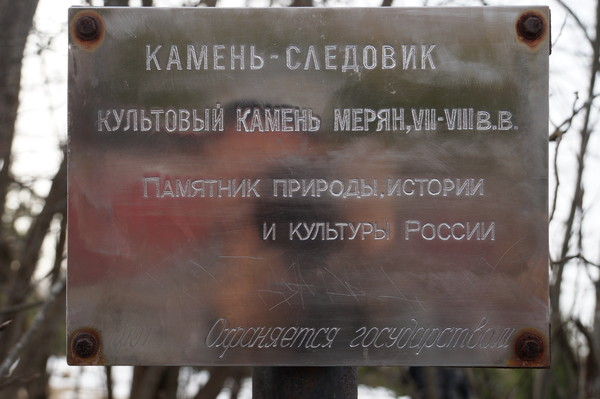 КАМЕНЬ-СЛЕДОВИК
КУЛЬТОВЫЙ КАМЕНЬ МЕРЯН, VII-VIII В.В.
ПАМЯТНИК ПРИРОДЫ, ИСТОРИИ
И КУЛЬТУРЫ РОССИИ
Охраняется государством